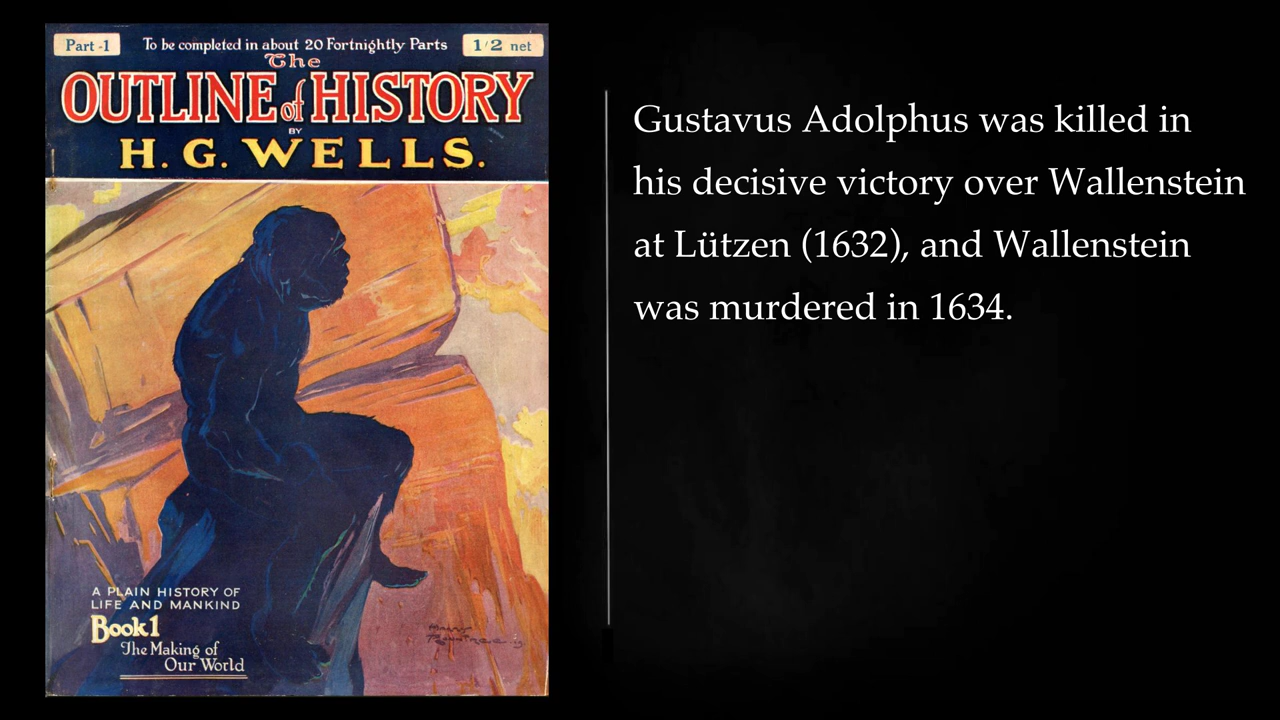 Part -1
To be completed in about 20 Fortnightly Parts
1/2 net
The
OUTLINE of HISTORY
BY
H. G. WELLS.
A PLAIN HISTORY OF
LIFE AND MANKIND
Book 1
The Making of
Our World
Gustavus Adolphus was killed in
his decisive victory over Wallenstein
at Lützen (1632), and Wallenstein
was murdered in 1634.